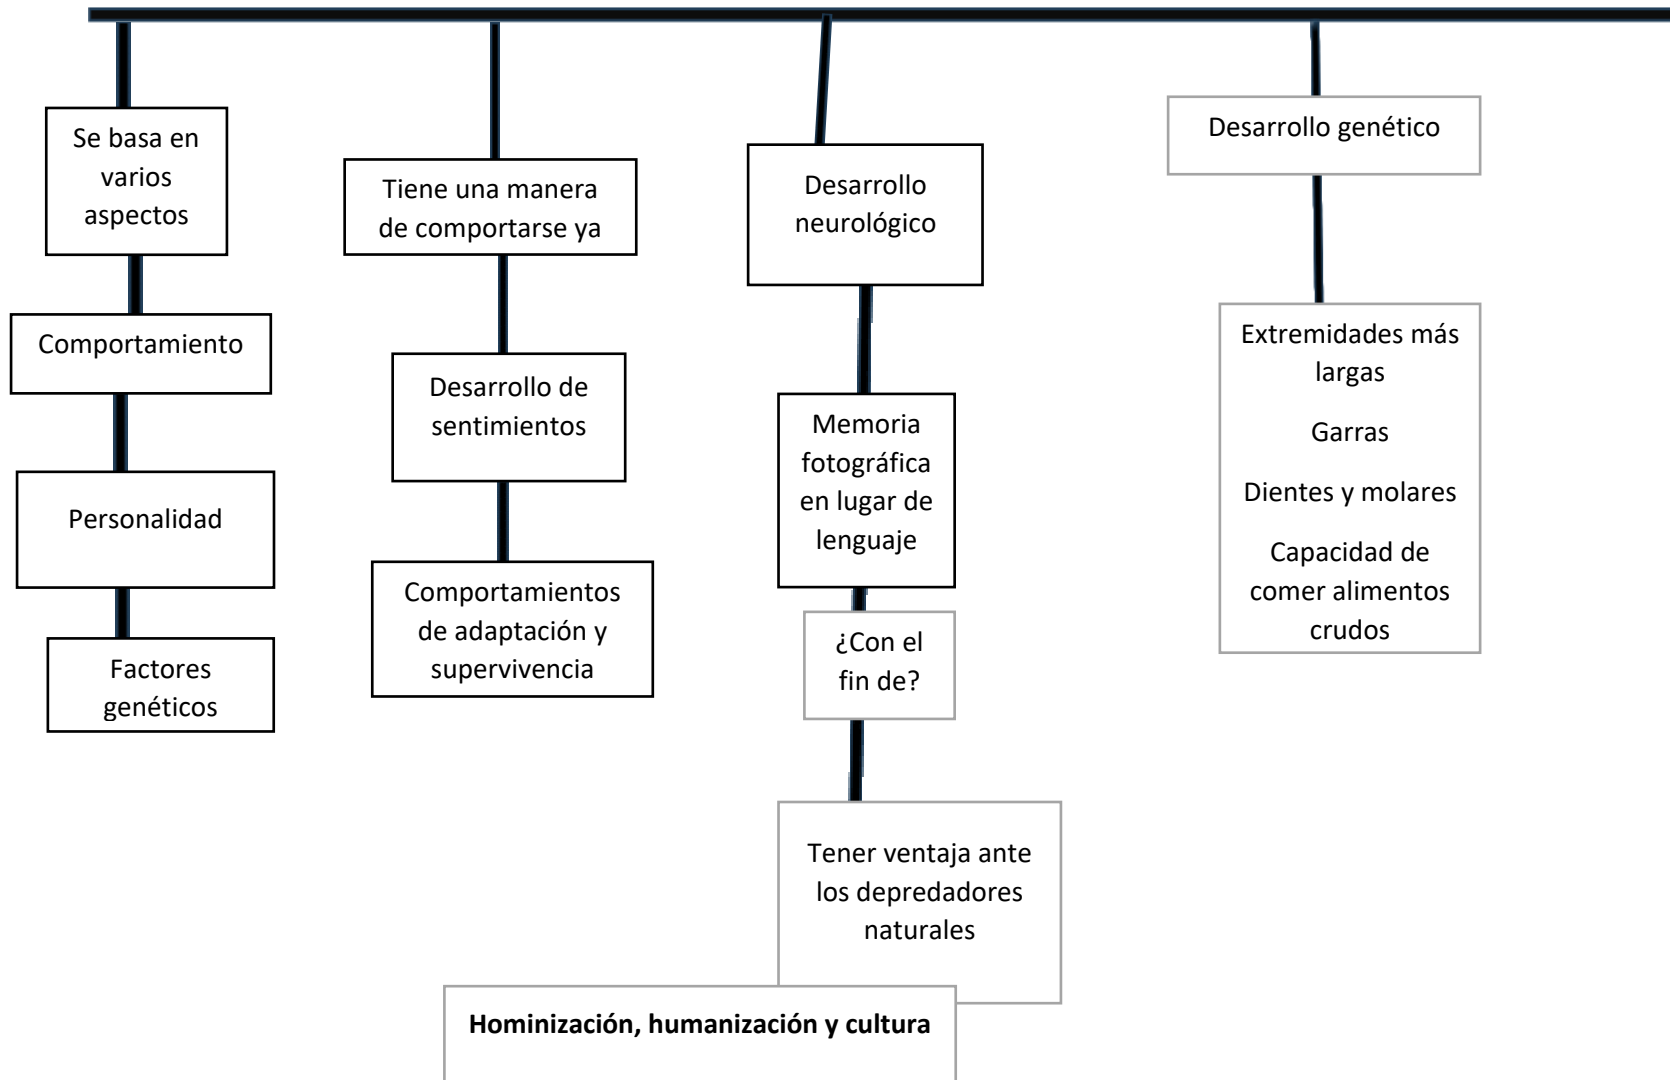 Se basa en
varios
aspectos
Comportamiento
Personalidad
Factores
genéticos
Tiene una manera
de comportarse ya
Desarrollo de
sentimientos
Comportamientos
de adaptación y
supervivencia
Desarrollo
neurológico
Memoria
fotográfica
en lugar de
lenguaje
¿Con el
fin de?
Tener ventaja ante
los depredadores
naturales
Desarrollo genético
Extremidades más
largas
Garras
Dientes y molares
Capacidad de
comer alimentos
crudos
Hominización, humanización y cultura